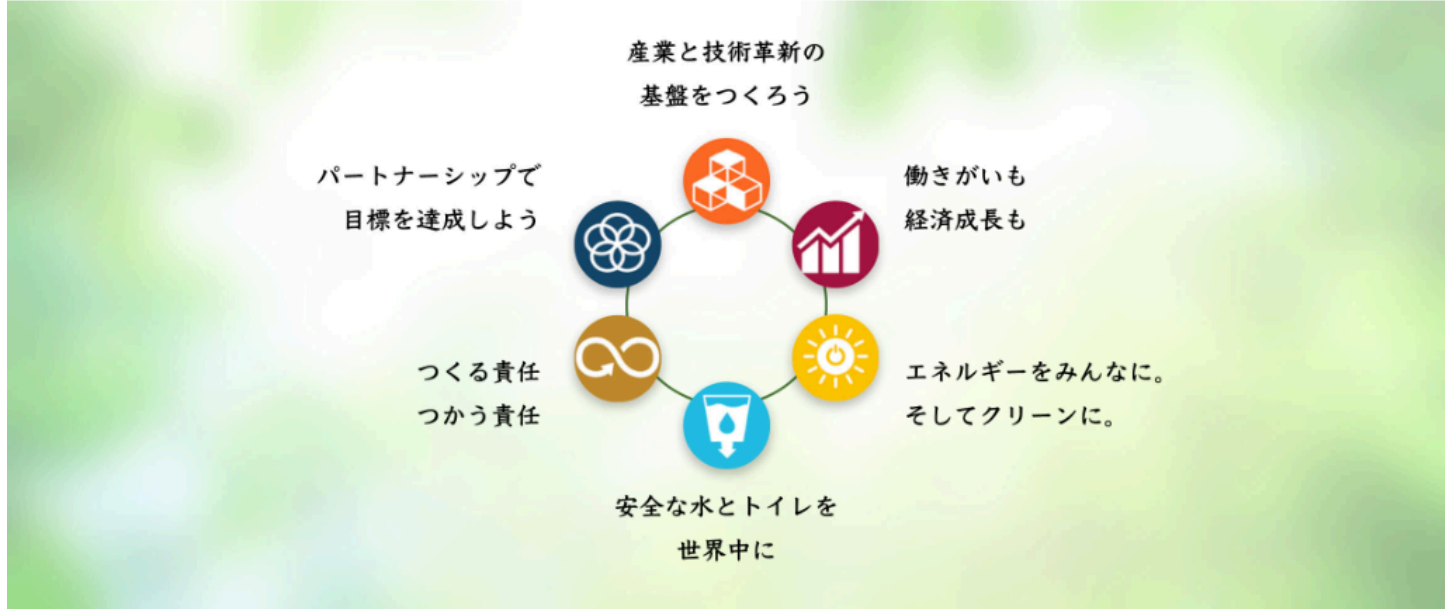 産業と技術革新の
基盤をつくろう
パートナーシップで
目標を達成しよう
働きがいも
経済成長も
つくる責任
つかう責任
エネルギーをみんなに。
そしてクリーンに。
安全な水とトイレを
世界中に